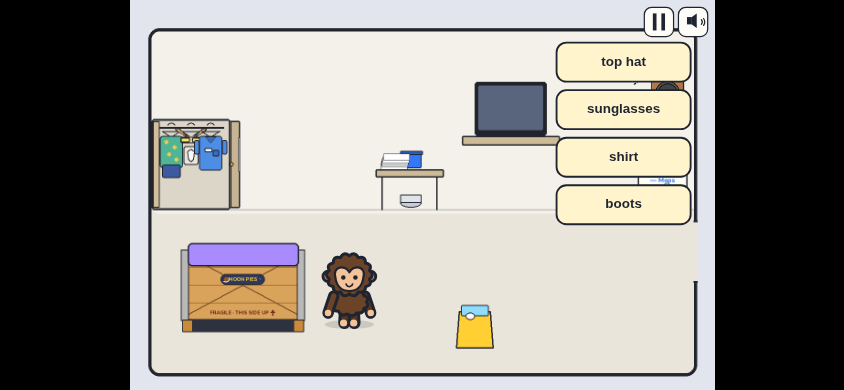 top hat
sunglasses
shirt
boots
MOON PIES
FRAGILE - THIS SIDE UP